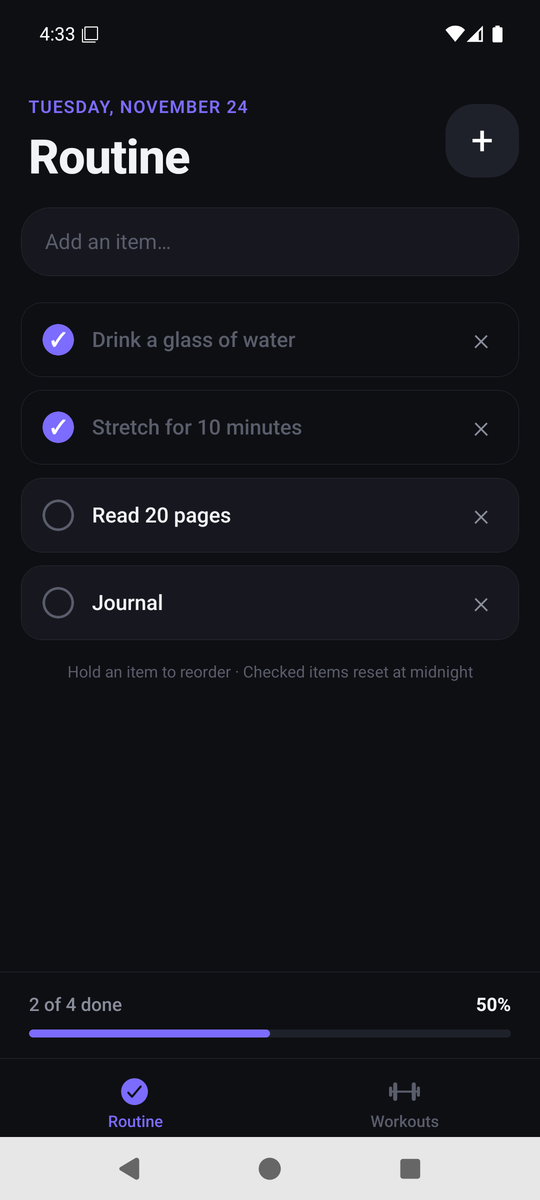 4:33
TUESDAY, NOVEMBER 24
Routine
+
Add an item…
Drink a glass of water
Stretch for 10 minutes
Read 20 pages
Journal
Hold an item to reorder · Checked items reset at midnight
2 of 4 done 50%
Routine Workouts